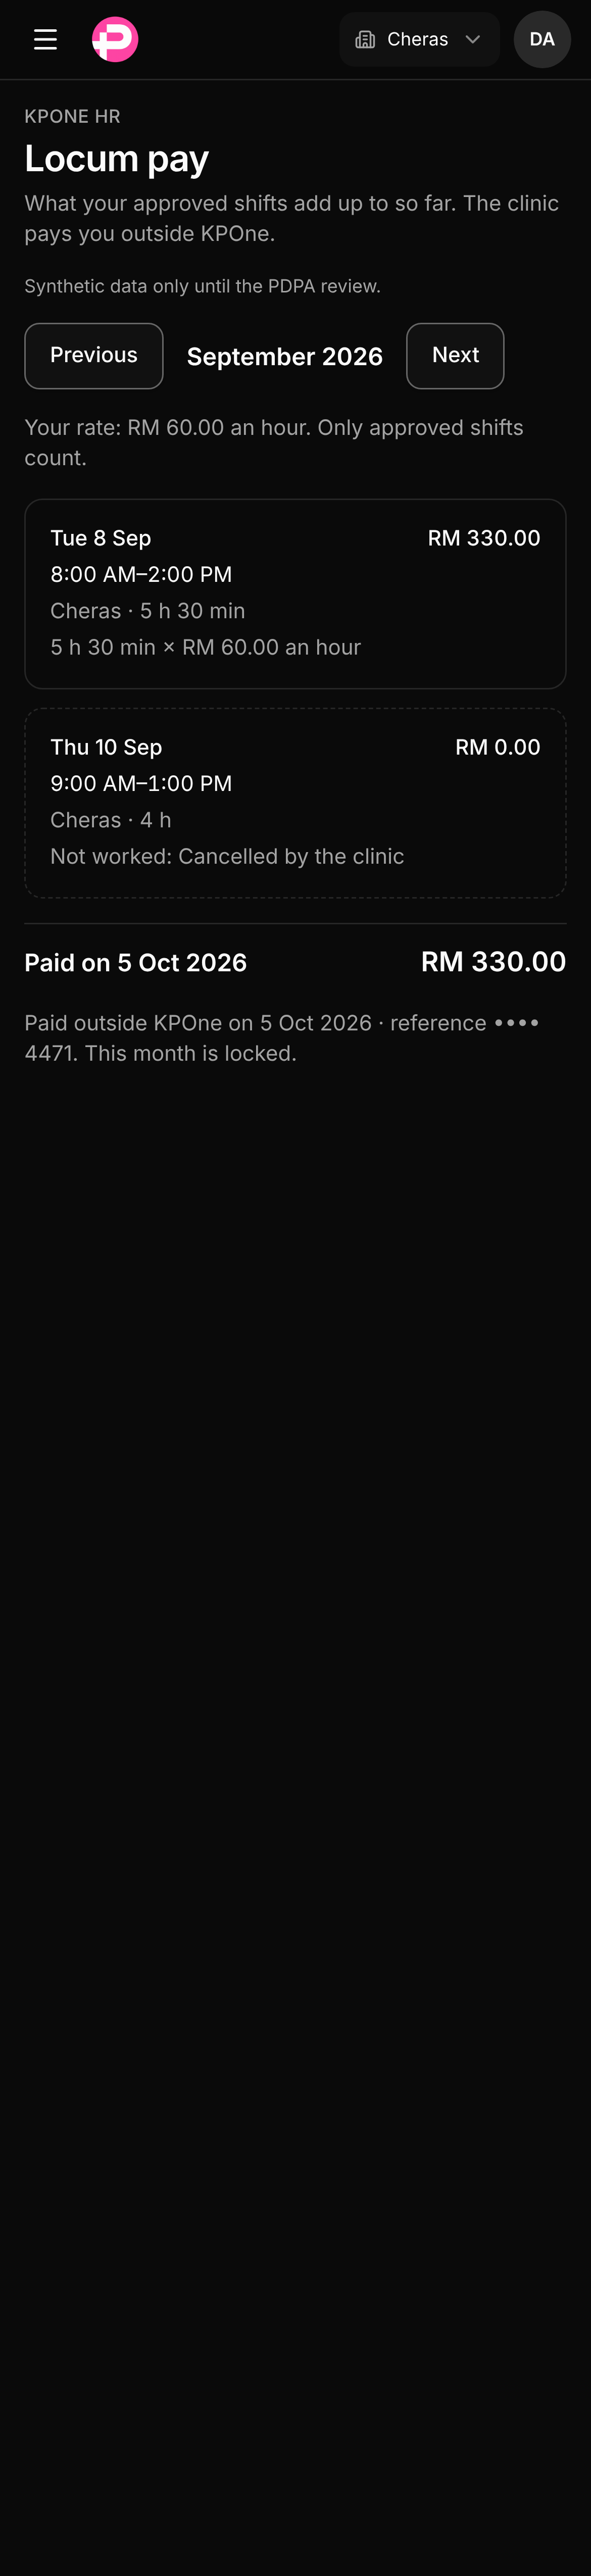 Cheras
DA
KPONE HR
Locum pay
What your approved shifts add up to so far. The clinic
pays you outside KPOne.
Synthetic data only until the PDPA review.
Previous
September 2026
Next
Your rate: RM 60.00 an hour. Only approved shifts
count.
Tue 8 Sep RM 330.00
8:00 AM–2:00 PM
Cheras · 5 h 30 min
5 h 30 min × RM 60.00 an hour
Thu 10 Sep RM 0.00
9:00 AM–1:00 PM
Cheras · 4 h
Not worked: Cancelled by the clinic
Paid on 5 Oct 2026 RM 330.00
Paid outside KPOne on 5 Oct 2026 · reference ••••
4471. This month is locked.